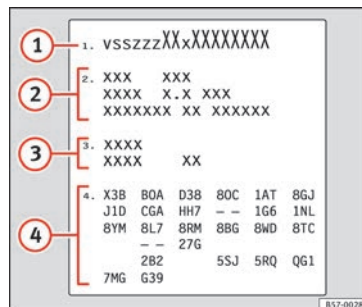 1
1. VSSZZZXXxXXXXXXXX
2
2. XXX XXX
XXXX X.X XXX
XXXXXXX XX XXXXXX
3
3. XXXX
XXXX XX
4
4. X3B B0A D38 80C 1AT 8GJ
J1D CGA HH7 - - 1G6 1NL
8YM 8L7 8RM 8BG 8WD 8TC
- - 27G
2B2 5SJ 5RQ QG1
7MG G39
B57-0028